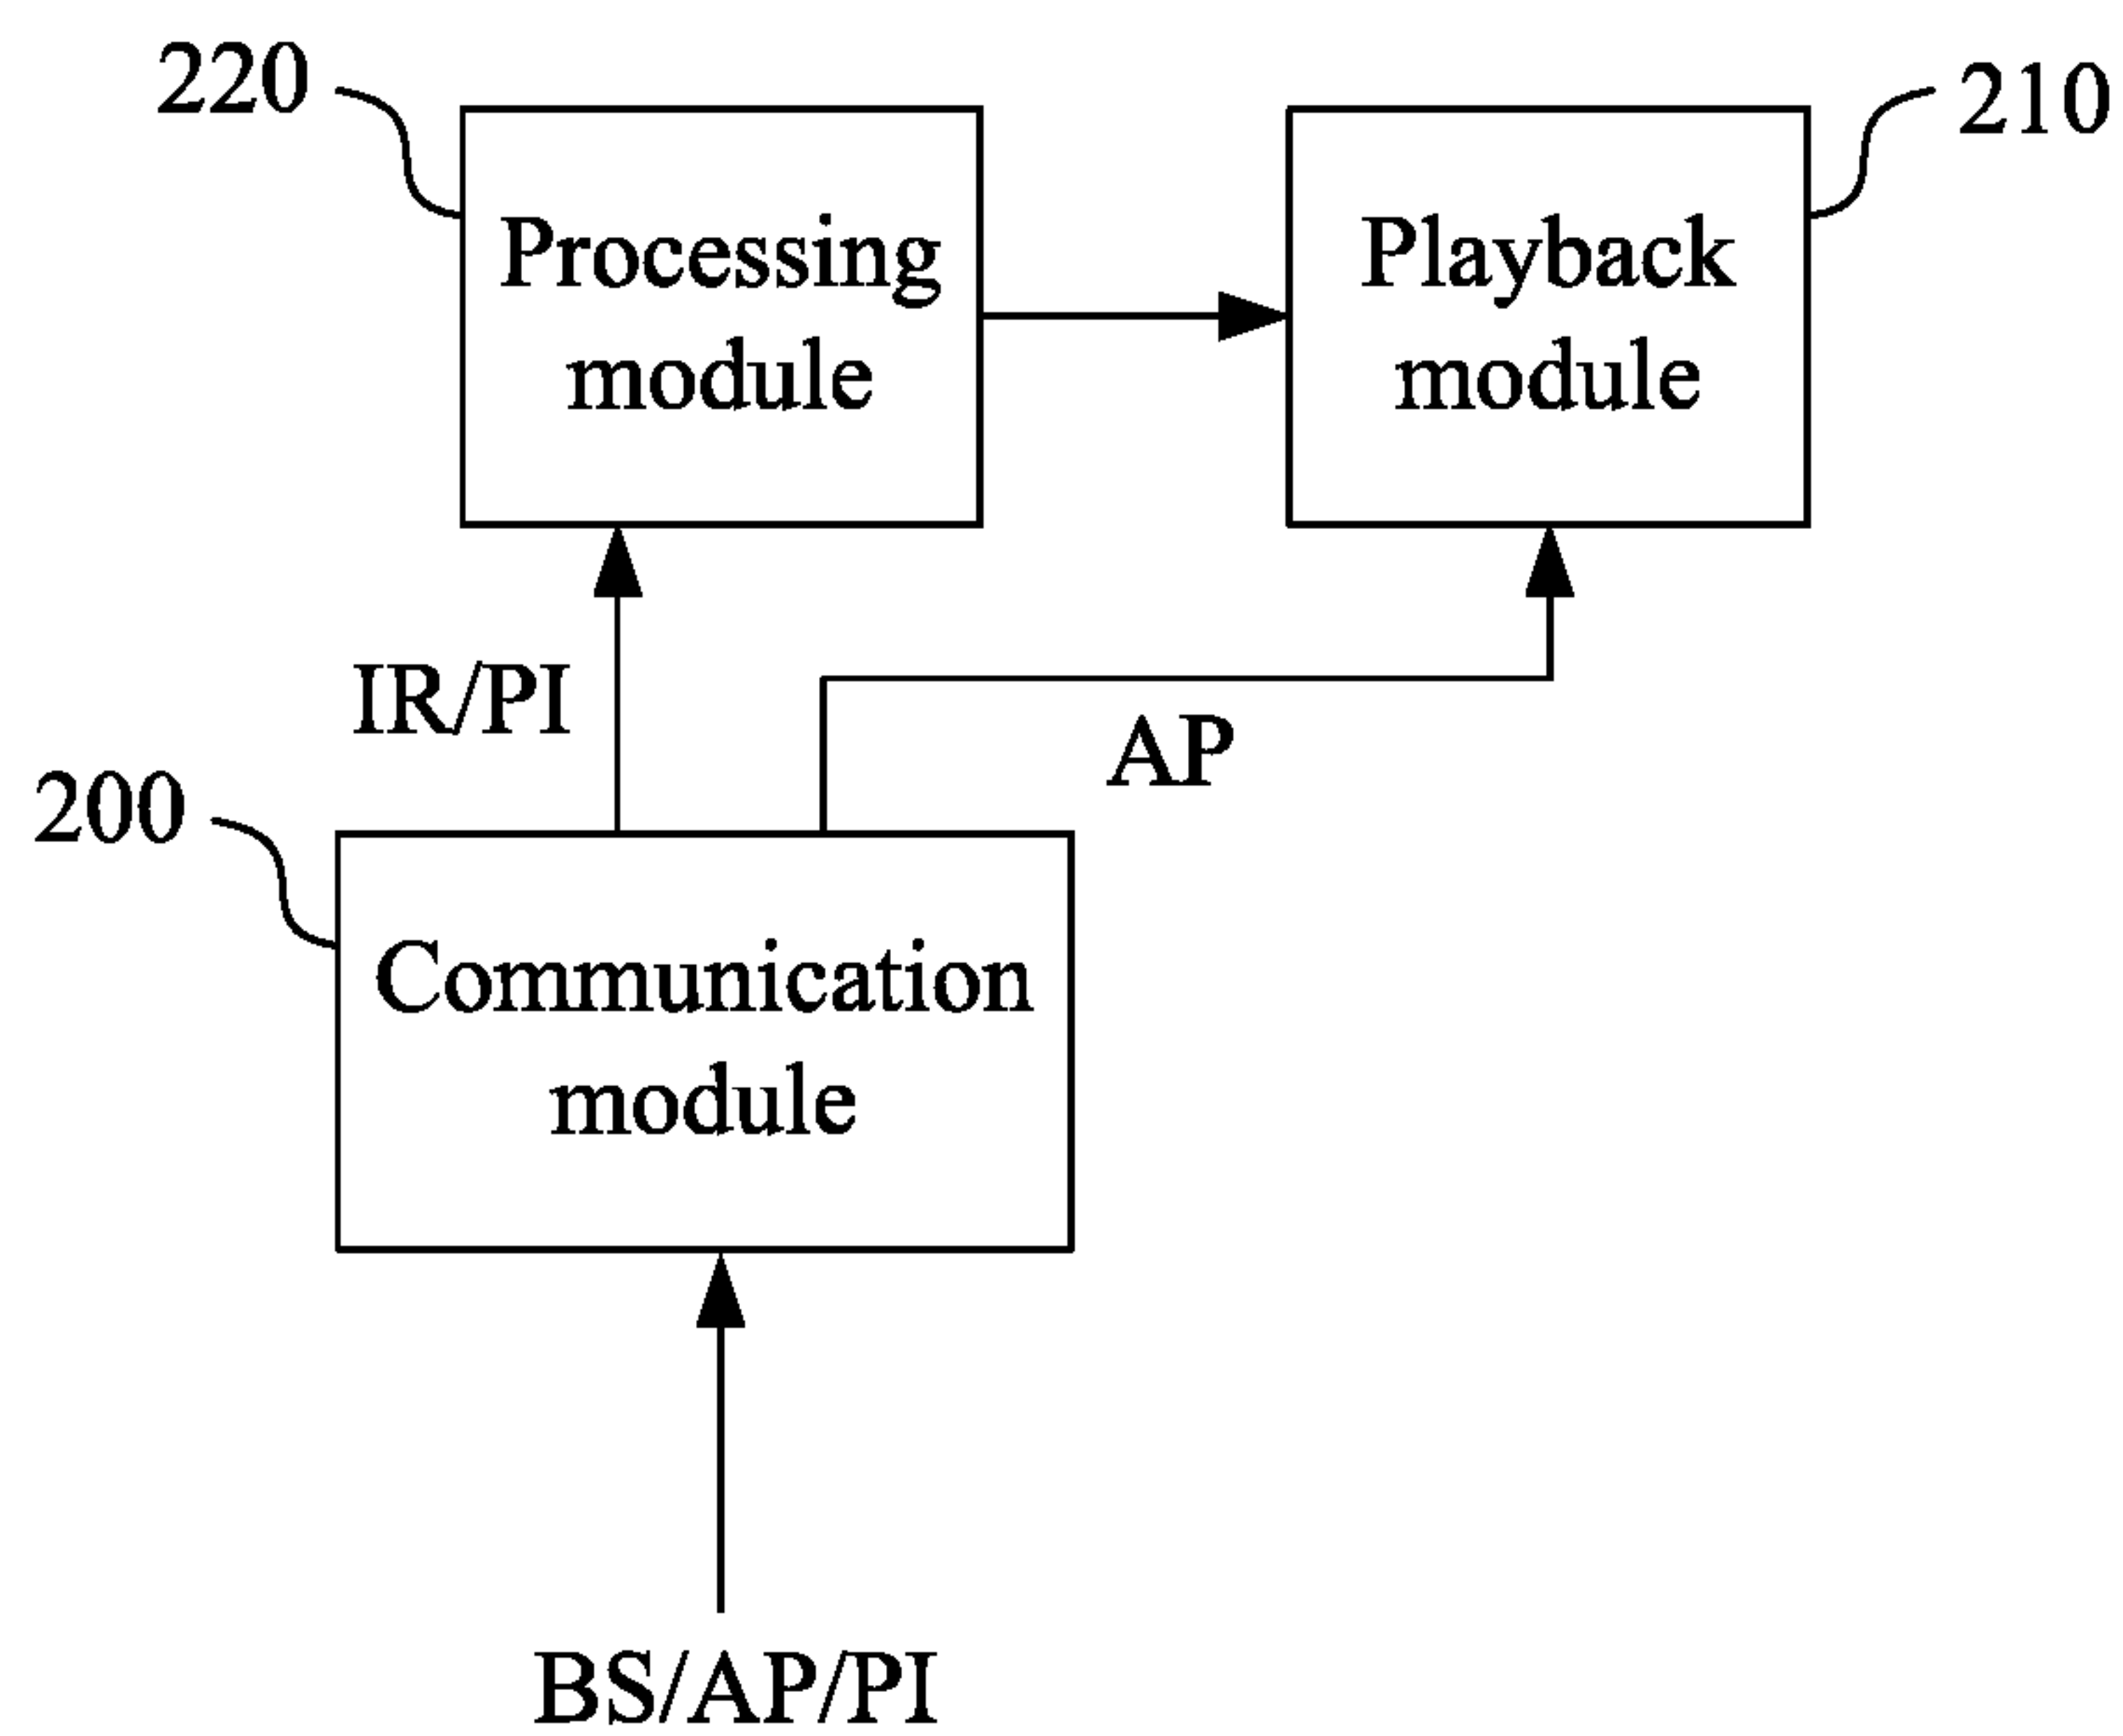 220
210
Processing
module
Playback
module
IR/PI
AP
200
Communication
module
BS/AP/PI